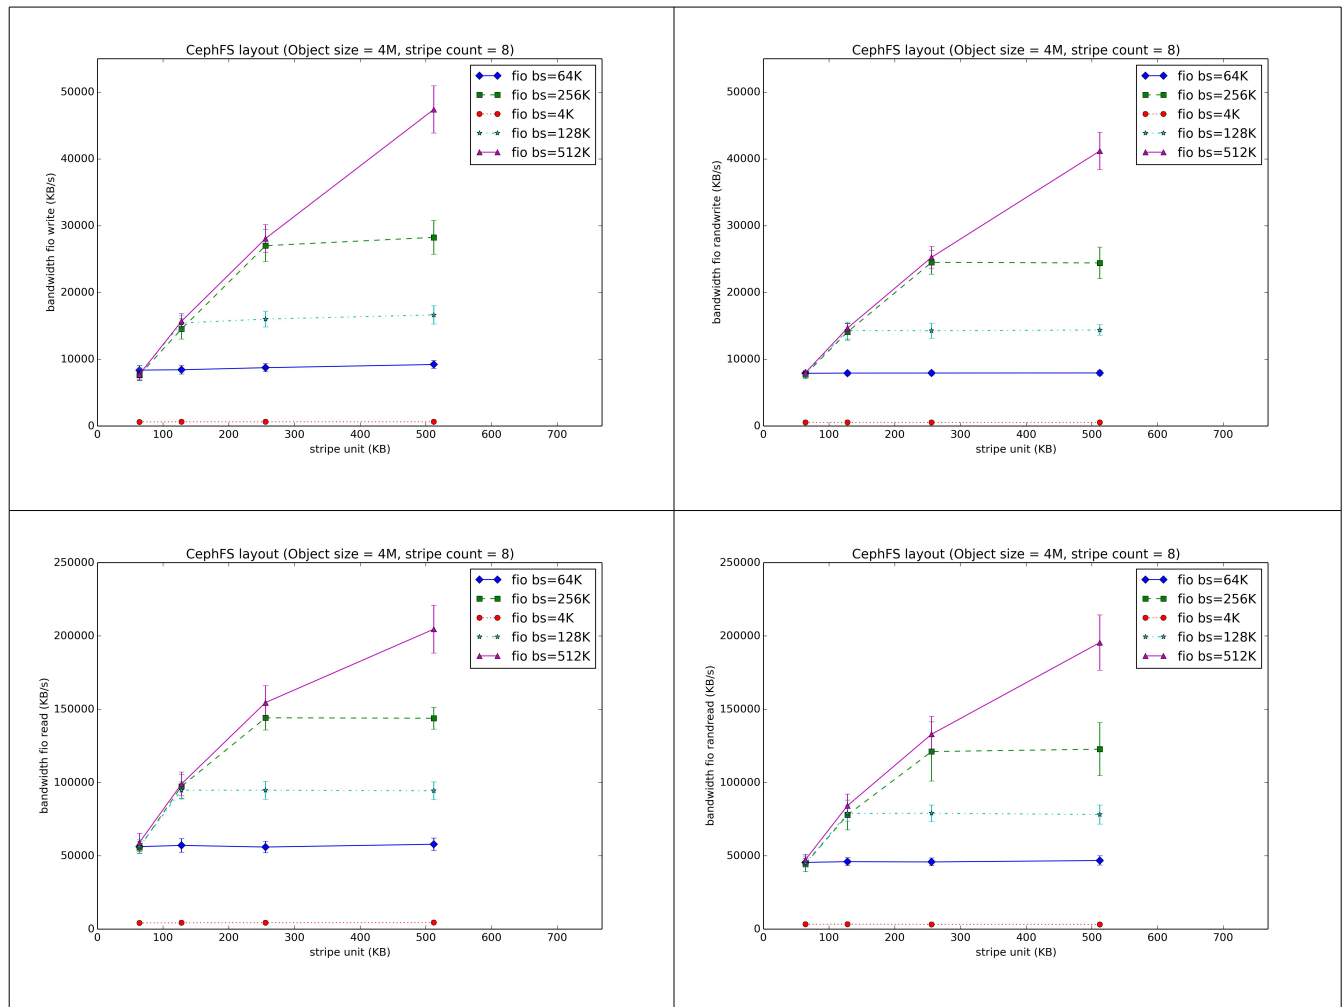 CephFS layout (Object size = 4M, stripe count = 8)
fio bs=64K
fio bs=256K
fio bs=4K
fio bs=128K
fio bs=512K
bandwidth fio write (KB/s)
50000
40000
30000
20000
10000
0
0 100 200 300 400 500 600 700
stripe unit (KB)
CephFS layout (Object size = 4M, stripe count = 8)
fio bs=64K
fio bs=256K
fio bs=4K
fio bs=128K
fio bs=512K
bandwidth fio randwrite (KB/s)
50000
40000
30000
20000
10000
0
0 100 200 300 400 500 600 700
stripe unit (KB)
CephFS layout (Object size = 4M, stripe count = 8)
fio bs=64K
fio bs=256K
fio bs=4K
fio bs=128K
fio bs=512K
bandwidth fio read (KB/s)
250000
200000
150000
100000
50000
0
0 100 200 300 400 500 600 700
stripe unit (KB)
CephFS layout (Object size = 4M, stripe count = 8)
fio bs=64K
fio bs=256K
fio bs=4K
fio bs=128K
fio bs=512K
bandwidth fio randread (KB/s)
250000
200000
150000
100000
50000
0
0 100 200 300 400 500 600 700
stripe unit (KB)